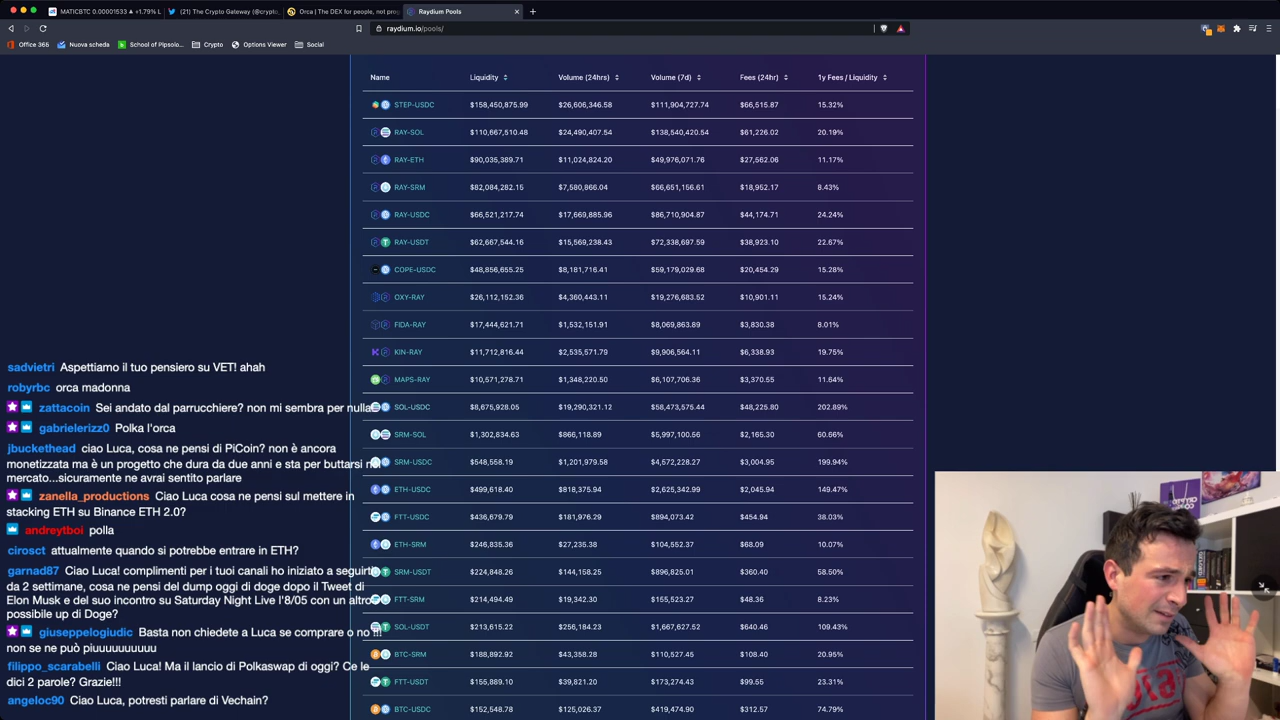 MATICBTC 0.00001533 ▲ +1.79% L
(21) The Crypto Gateway (@crypto_
Orca | The DEX for people, not prog
Raydium Pools
raydium.io/pools/
Office 365
Nuova scheda
School of Pipsolo...
Crypto
Options Viewer
Social
Name Liquidity Volume (24hrs) Volume (7d) Fees (24hr) 1y Fees / Liquidity
STEP-USDC $158,450,875.99 $26,606,346.58 $111,904,727.74 $66,515.87 15.32%
RAY-SOL $110,667,510.48 $24,490,407.54 $138,540,420.54 $61,226.02 20.19%
RAY-ETH $90,035,389.71 $11,024,824.20 $49,976,071.76 $27,562.06 11.17%
RAY-SRM $82,084,282.15 $7,580,866.04 $66,651,156.61 $18,952.17 8.43%
RAY-USDC $66,521,217.74 $17,669,885.96 $86,710,904.87 $44,174.71 24.24%
RAY-USDT $62,667,544.16 $15,569,238.43 $72,338,697.59 $38,923.10 22.67%
COPE-USDC $48,856,655.25 $8,181,716.41 $59,179,029.68 $20,454.29 15.28%
OXY-RAY $26,112,152.36 $4,360,443.11 $19,276,683.52 $10,901.11 15.24%
FIDA-RAY $17,444,621.71 $1,532,151.91 $8,069,863.89 $3,830.38 8.01%
KIN-RAY $11,712,816.44 $2,535,571.79 $9,906,564.11 $6,338.93 19.75%
MAPS-RAY $10,571,278.71 $1,348,220.50 $6,107,706.36 $3,370.55 11.64%
SOL-USDC $8,675,928.05 $19,290,321.12 $58,473,575.44 $48,225.80 202.89%
SRM-SOL $1,302,834.63 $866,118.89 $5,997,100.56 $2,165.30 60.66%
SRM-USDC $548,558.19 $1,201,979.58 $4,572,228.27 $3,004.95 199.94%
ETH-USDC $499,618.40 $818,375.94 $2,625,342.99 $2,045.94 149.47%
FTT-USDC $436,679.79 $181,976.29 $894,073.42 $454.94 38.03%
ETH-SRM $246,835.36 $27,235.38 $104,552.37 $68.09 10.07%
SRM-USDT $224,848.26 $144,158.25 $896,825.01 $360.40 58.50%
FTT-SRM $214,494.49 $19,342.30 $155,523.27 $48.36 8.23%
SOL-USDT $213,615.22 $256,184.23 $1,667,627.52 $640.46 109.43%
BTC-SRM $188,892.92 $43,358.28 $110,527.45 $108.40 20.95%
FTT-USDT $155,889.10 $39,821.20 $173,274.43 $99.55 23.31%
BTC-USDC $152,548.78 $125,026.37 $419,474.90 $312.57 74.79%
sadvietri Aspettiamo il tuo pensiero su VET! ahah
robyrbc orca madonna
zattacoin Sei andato dal parrucchiere? non mi sembra per nulla
gabrielerizz0 Polka l'orca
jbuckethead ciao Luca, cosa ne pensi di PiCoin? non è ancora
monetizzata ma è un progetto che dura da due anni e sta per buttarsi nel
mercato...sicuramente ne avrai sentito parlare
zanella_productions Ciao Luca cosa ne pensi sul mettere in
stacking ETH su Binance ETH 2.0?
andreytboi polla
cirosct attualmente quando si potrebbe entrare in ETH?
garnad87 Ciao Luca! complimenti per i tuoi canali ho iniziato a seguirti
da 2 settimane, cosa ne pensi del dump oggi di doge dopo il Tweet di
Elon Musk e del suo incontro su Saturday Night Live l'8/05 con un altro
possibile up di Doge?
giuseppelogiudic Basta non chiedete a Luca se comprare o no !!!
non se ne può piuuuuuuuuu
filippo_scarabelli Ciao Luca! Ma il lancio di Polkaswap di oggi? Ce le
dici 2 parole? Grazie!!!
angeloc90 Ciao Luca, potresti parlare di Vechain?